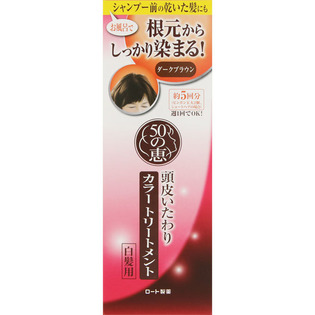 シャンプー前の乾いた髪にも
お風呂で
根元から
しっかり染まる!
ダークブラウン
約5回分
週1回でOK!
50の恵
頭皮いたわり
カラートリートメント
白髪用
ロート製薬